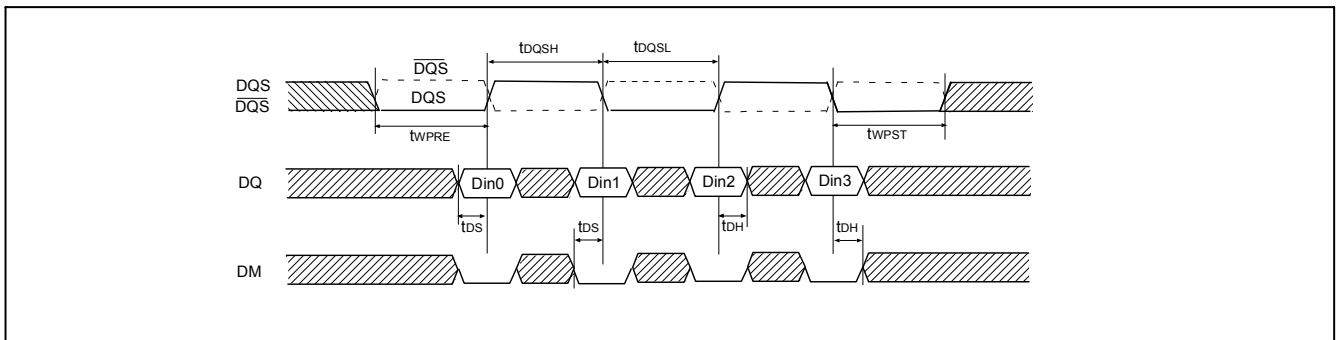 tDQSH
tDQSL
DQS
DQS
DQS
DQS
tWPRE
tWPST
DQ
Din0
Din1
Din2
Din3
tDS
tDS
tDH
tDH
DM